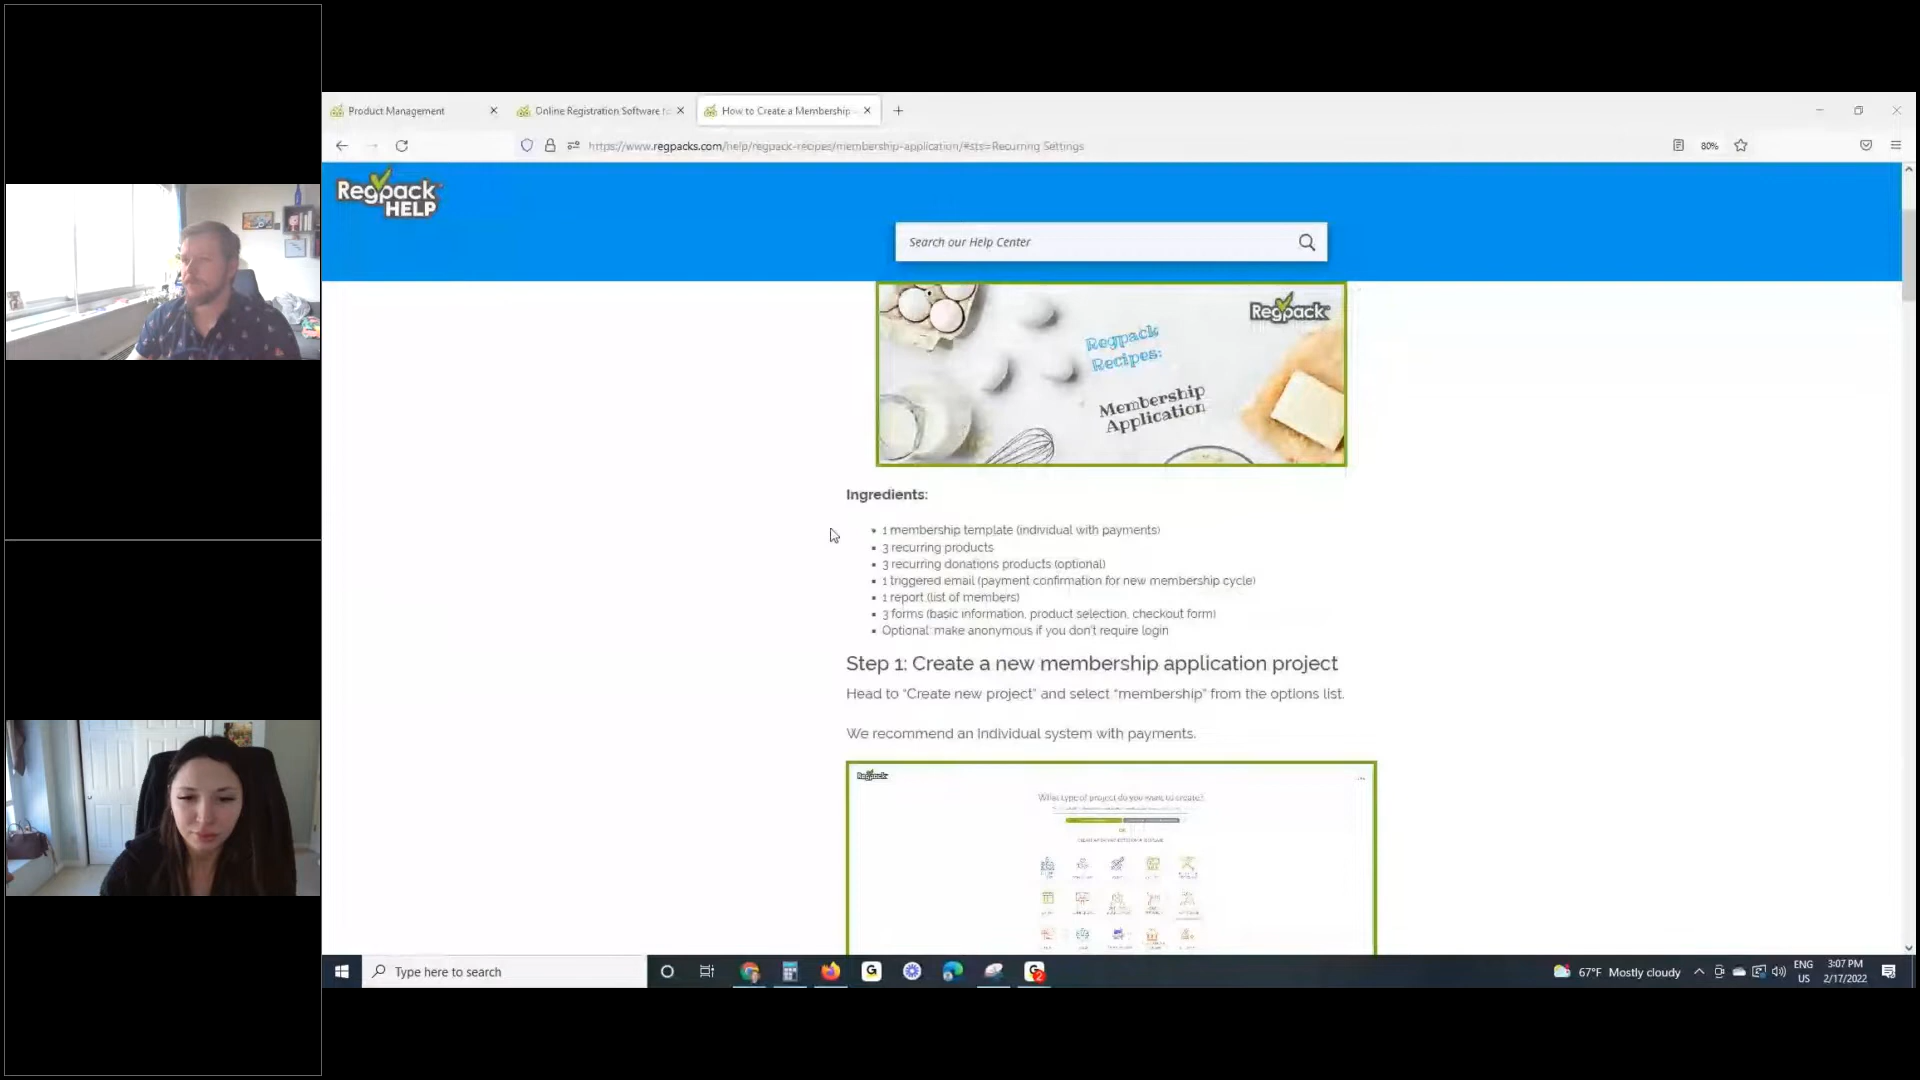 Product Management
Online Registration Software fo
How to Create a Membership
https://www.regpacks.com/help/regpack-recipes/membership-application/#sts=Recurring Settings
80%
Regpack
HELP
Search our Help Center
Regpack
Regpack
Recipes:
Membership
Application
Ingredients:
1 membership template (individual with payments)
3 recurring products
3 recurring donations products (optional)
1 triggered email (payment confirmation for new membership cycle)
1 report (list of members)
3 forms (basic information, product selection, checkout form)
Optional: make anonymous if you don't require login
Step 1: Create a new membership application project
Head to "Create new project" and select "membership" from the options list.
We recommend an Individual system with payments.
Regpack
What type of project do you want to create?
OR
Type here to search
67°F Mostly cloudy
ENG
US
3:07 PM
2/17/2022